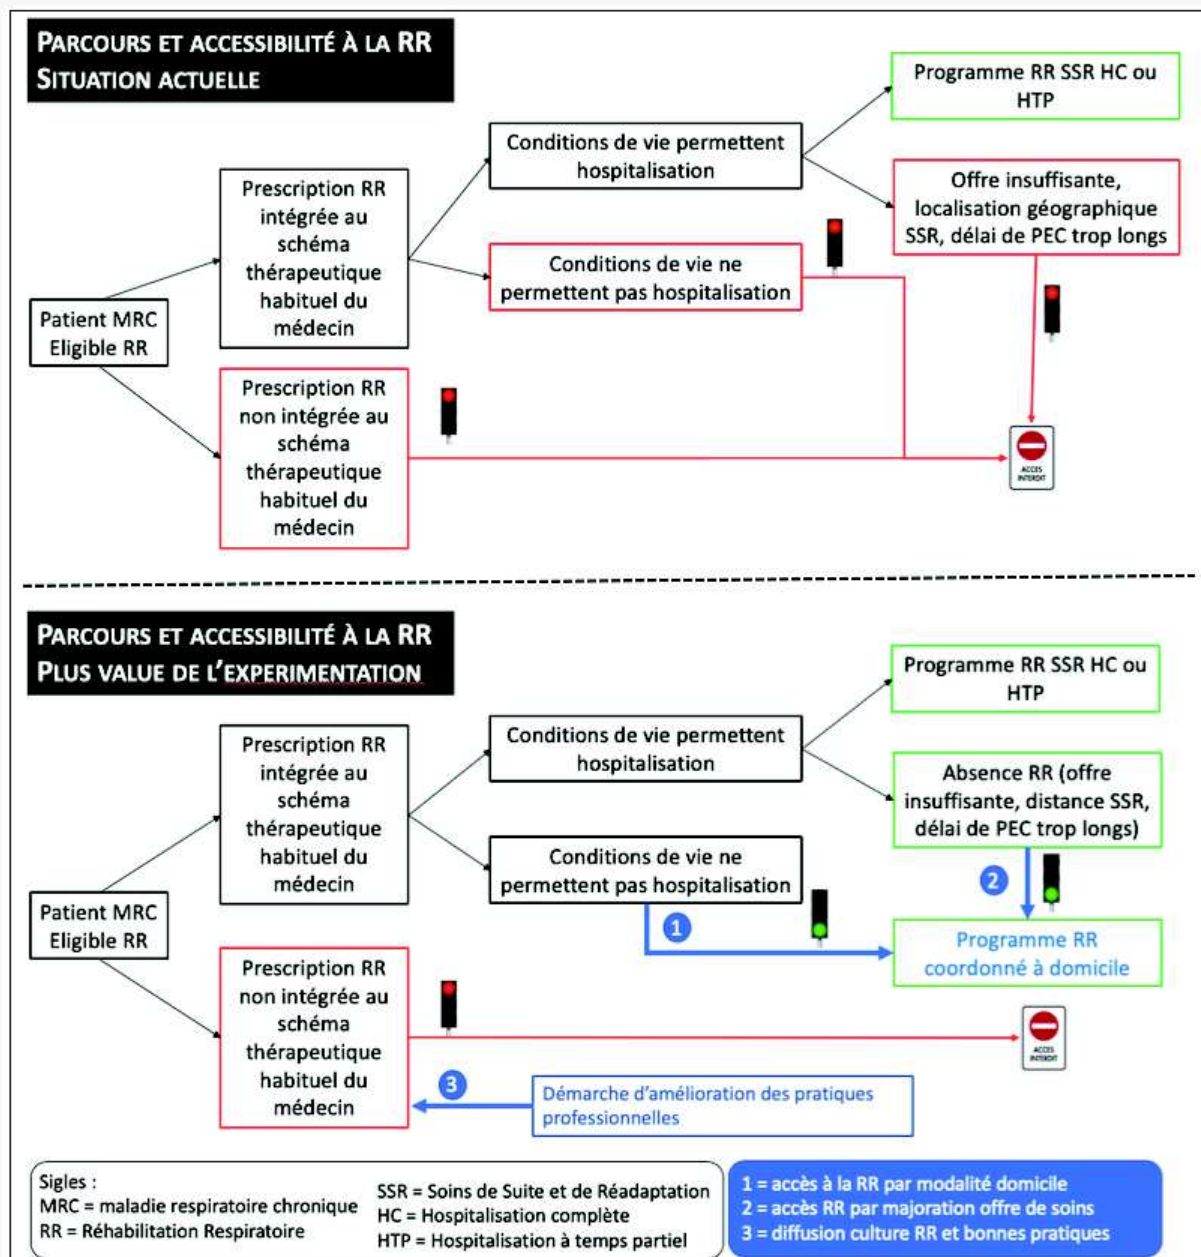 PARCOURS ET ACCESSIBILITÉ À LA RR
SITUATION ACTUELLE
Programme RR SSR HC ou
HTP
Conditions de vie permettent
hospitalisation
Prescription RR
intégrée au
schéma
thérapeutique
habituel du
médecin
Offre insuffisante,
localisation géographique
SSR, délai de PEC trop longs
Conditions de vie ne
permettent pas hospitalisation
Patient MRC
Eligible RR
Prescription RR
non intégrée au
schéma
thérapeutique
habituel du
médecin
ACCES
INTERDIT
PARCOURS ET ACCESSIBILITÉ À LA RR
PLUS VALUE DE L'EXPERIMENTATION
Programme RR SSR HC ou
HTP
Conditions de vie permettent
hospitalisation
Prescription RR
intégrée au
schéma
thérapeutique
habituel du
médecin
Absence RR (offre
insuffisante, distance SSR,
délai de PEC trop longs)
Conditions de vie ne
permettent pas hospitalisation
2
1
Patient MRC
Eligible RR
Programme RR
coordonné à domicile
Prescription RR
non intégrée au
schéma
thérapeutique
habituel du
médecin
ACCES
INTERDIT
3
Démarche d'amélioration des pratiques
professionnelles
Sigles :
MRC = maladie respiratoire chronique
RR = Réhabilitation Respiratoire
SSR = Soins de Suite et de Réadaptation
HC = Hospitalisation complète
HTP = Hospitalisation à temps partiel
1 = accès à la RR par modalité domicile
2 = accès RR par majoration offre de soins
3 = diffusion culture RR et bonnes pratiques